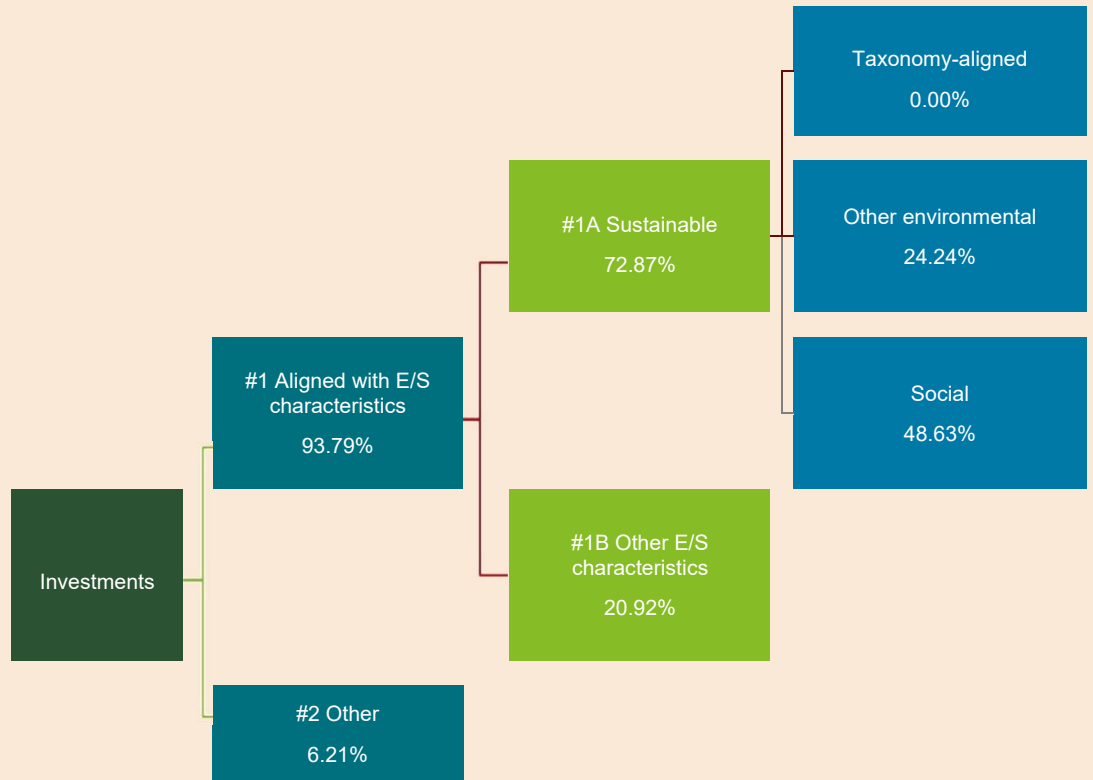 Investments
#1 Aligned with E/S
characteristics
93.79%
#2 Other
6.21%
#1A Sustainable
72.87%
#1B Other E/S
characteristics
20.92%
Taxonomy-aligned
0.00%
Other environmental
24.24%
Social
48.63%